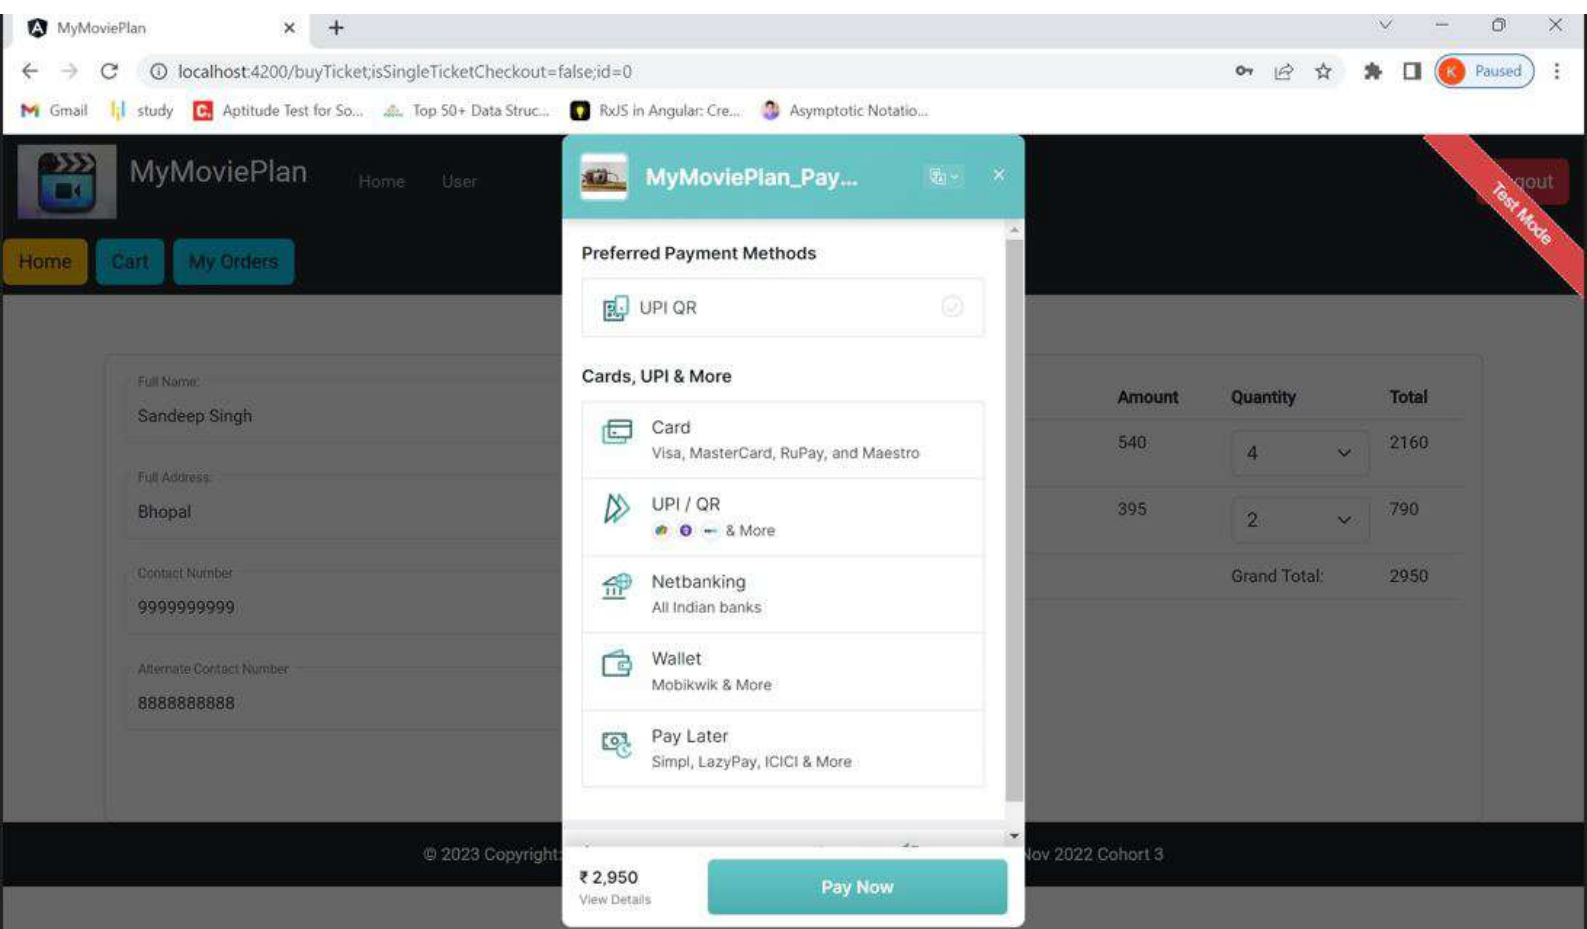 MyMoviePlan
localhost:4200/buyTicket;isSingleTicketCheckout=false;id=0
K Paused
Gmail study Aptitude Test for So... Top 50+ Data Struc... RxJS in Angular: Cre... Asymptotic Notatio...
MyMoviePlan Home User
gout
Test Mode
Home Cart My Orders
MyMoviePlan_Pay...
Preferred Payment Methods
UPI QR
Cards, UPI & More
Card
Visa, MasterCard, RuPay, and Maestro
UPI / QR
& More
Netbanking
All Indian banks
Wallet
Mobikwik & More
Pay Later
Simpl, LazyPay, ICICI & More
₹ 2,950
View Details
Pay Now
Full Name:
Sandeep Singh
Full Address:
Bhopal
Contact Number
9999999999
Alternate Contact Number
8888888888
Amount Quantity Total
540 4 2160
395 2 790
Grand Total: 2950
© 2023 Copyright: Nov 2022 Cohort 3